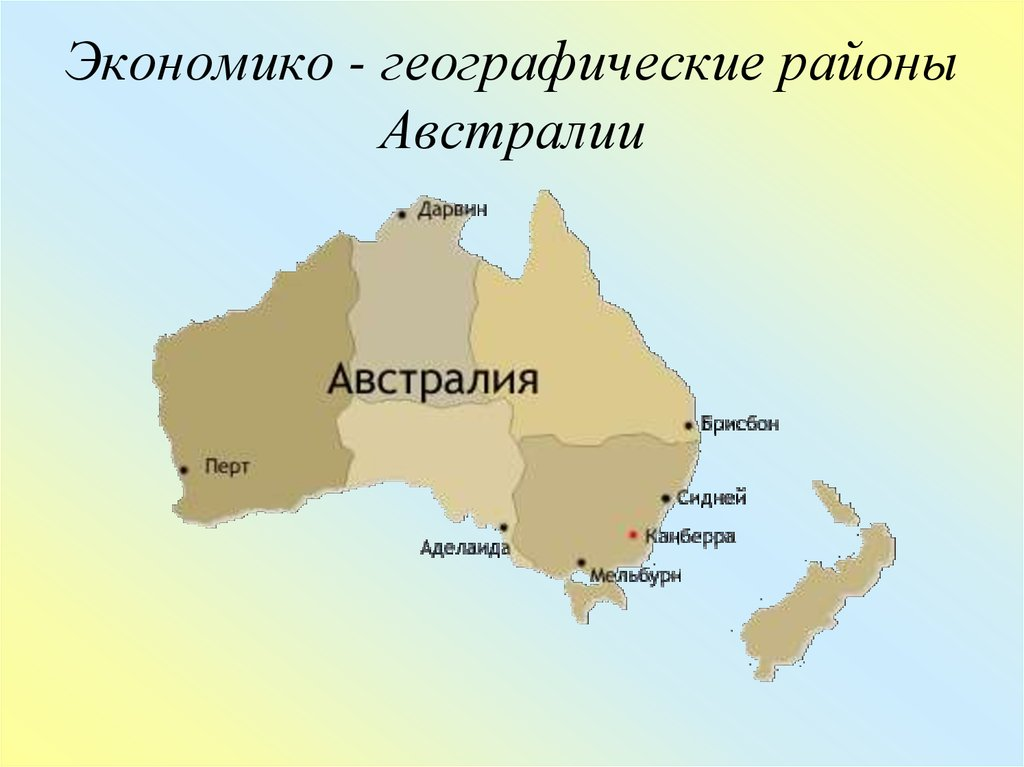 Экономико - географические районы
Австралии
Дарвин
Австралия
Брисбон
Перт
Сидней
Канберра
Аделаида
Мельбурн